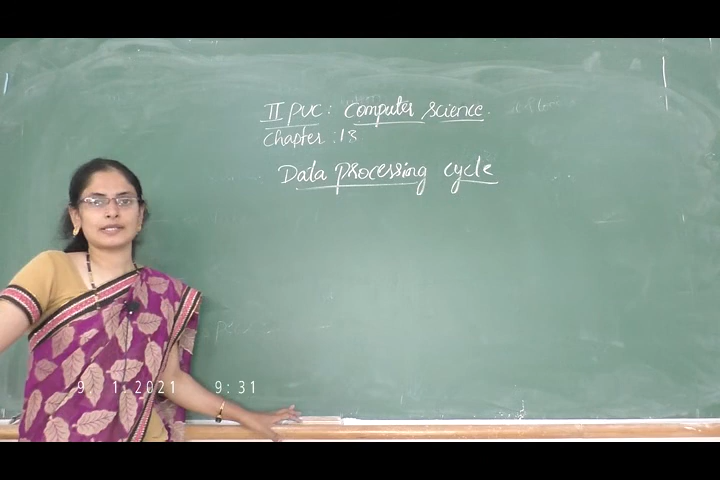 II PUC: Computer science.
Chapter: 13
Data processing cycle
9 1 2021 9:31